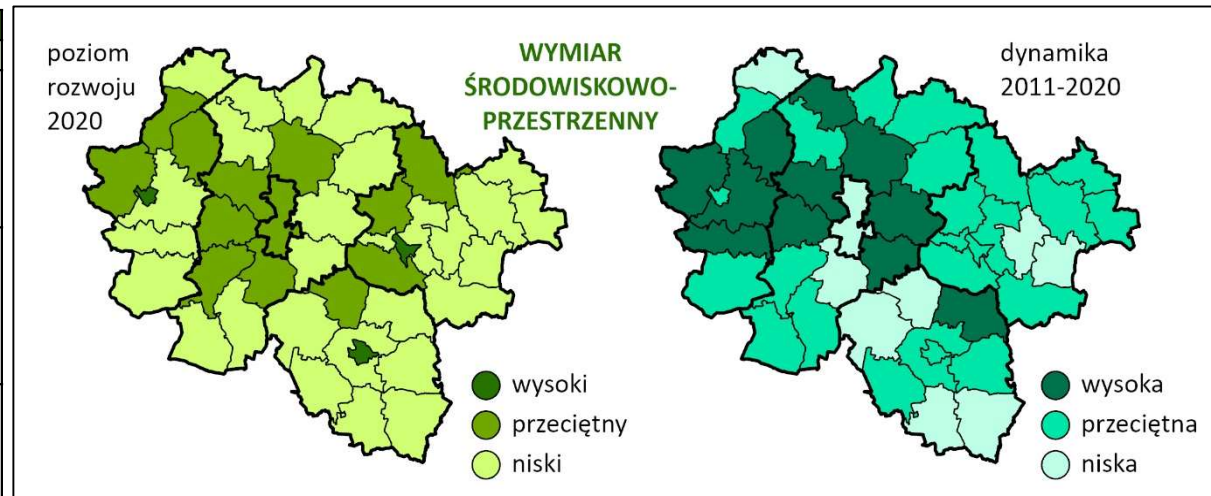 poziom
rozwoju
2020
WYMIAR
ŚRODOWISKOWO-
PRZESTRZENNY
dynamika
2011-2020
wysoki
przeciętny
niski
wysoka
przeciętna
niska